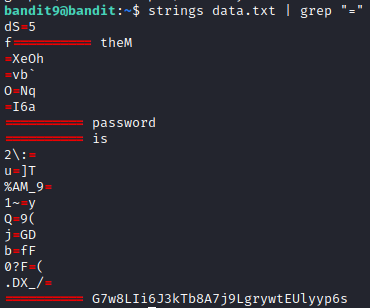 bandit9@bandit:~$ strings data.txt | grep "="
dS=5
f========== theM
=XeOh
=vb`
O=Nq
=I6a
========== password
========== is
2\:=
u=]T
%AM_9=
1~=y
Q=9(
j=GD
b=fF
0?F=(
.DX_/=
========== G7w8LIi6J3kTb8A7j9LgrywtEUlyyp6s